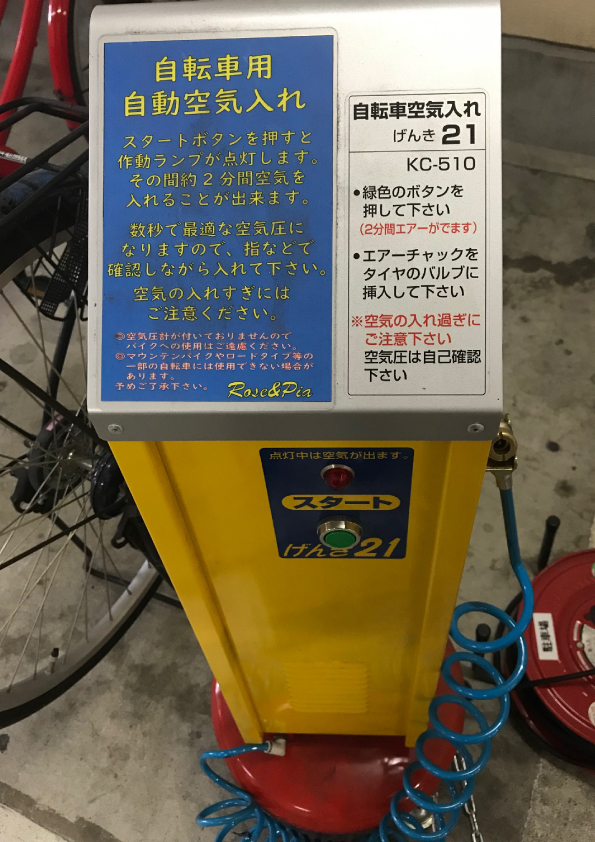 自転車用
自動空気入れ
スタートボタンを押すと
作動ランプが点灯します。
その間約2分間空気を
入れることが出来ます。
数秒で最適な空気圧に
なりますので、指などで
確認しながら入れて下さい。
空気の入れすぎには
ご注意ください。
◎空気圧計が付いておりませんので
バイクへの使用はご遠慮ください。
◎マウンテンバイクやロードタイプ等の
一部の自転車には使用できない場合が
あります。
予めご了承下さい。
Rose&Pia
自転車空気入れ
げんき 21
KC-510
●緑色のボタンを
押して下さい
(2分間エアーがでます)
●エアーチャックを
タイヤのバルブに
挿入して下さい
※空気の入れ過ぎに
ご注意下さい
空気圧は自己確認
下さい
点灯中は空気が出ます。
スタート
げんき21
駐車場